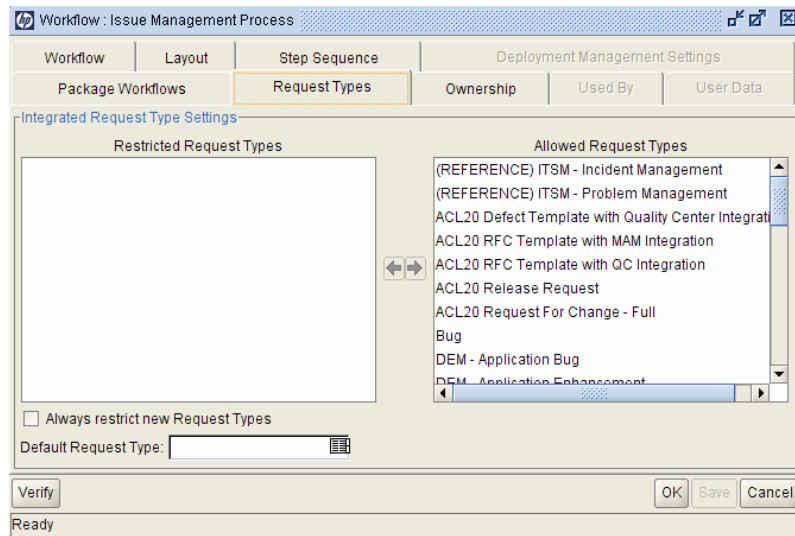 hp Workflow : Issue Management Process
Workflow Layout Step Sequence Deployment Management Settings
Package Workflows Request Types Ownership Used By User Data
Integrated Request Type Settings
Restricted Request Types Allowed Request Types
(REFERENCE) ITSM - Incident Management
(REFERENCE) ITSM - Problem Management
ACL20 Defect Template with Quality Center Integrati
ACL20 RFC Template with MAM Integration
ACL20 RFC Template with QC Integration
ACL20 Release Request
ACL20 Request For Change - Full
Bug
DEM - Application Bug
DEM - Application Enhancement
Always restrict new Request Types
Default Request Type:
Verify OK Save Cancel
Ready